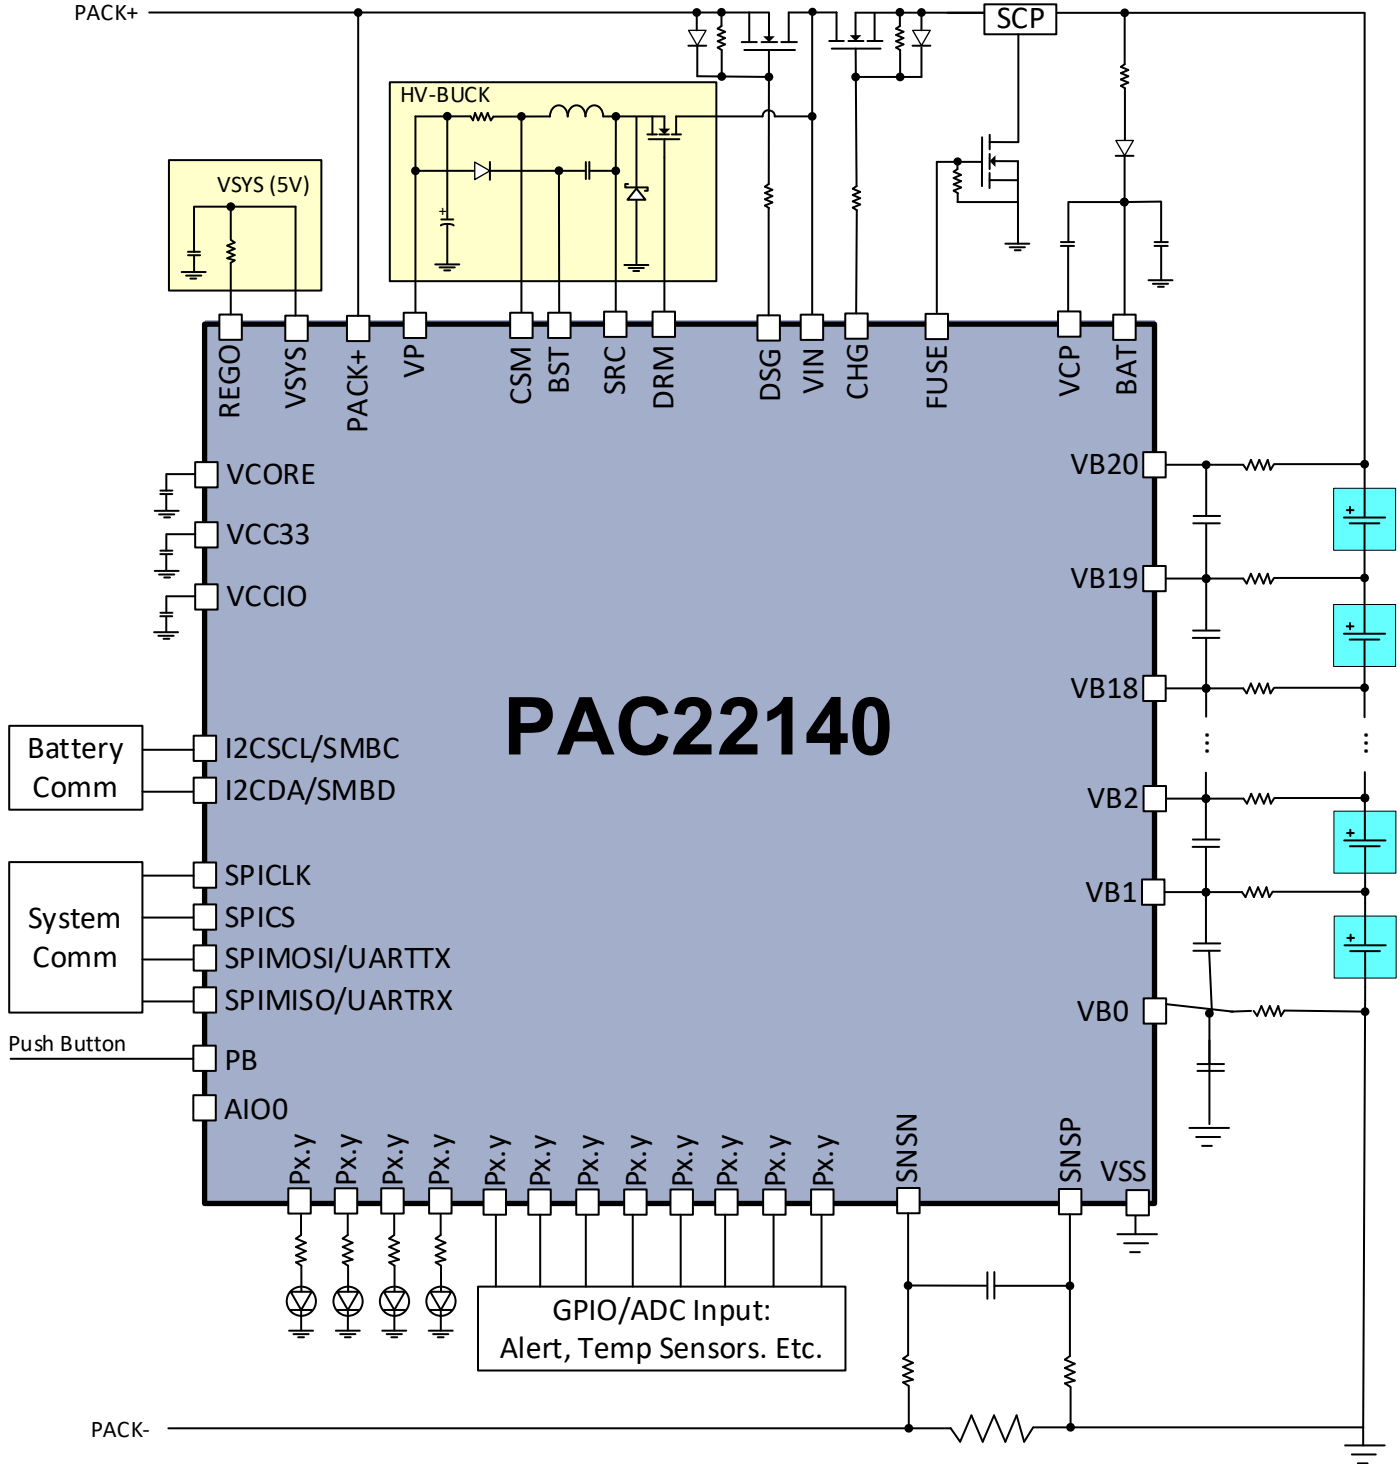 PACK+
SCP
HV-BUCK
VSYS (5V)
+
REGO
VSYS
PACK+
VP
CSM
BST
SRC
DRM
DSG
VIN
CHG
FUSE
VCP
BAT
VCORE
VCC33
VCCIO
VB20
+
VB19
+
VB18
PAC22140
Battery
Comm
I2CSCL/SMBC
I2CDA/SMBD
VB2
+
VB1
+
VB0
System
Comm
SPICLK
SPICS
SPIMOSI/UARTTX
SPIMISO/UARTRX
Push Button
PB
AIO0
Px.y
Px.y
Px.y
Px.y
Px.y
Px.y
Px.y
Px.y
Px.y
Px.y
Px.y
Px.y
SNSN
SNSP
VSS
GPIO/ADC Input:
Alert, Temp Sensors. Etc.
PACK-